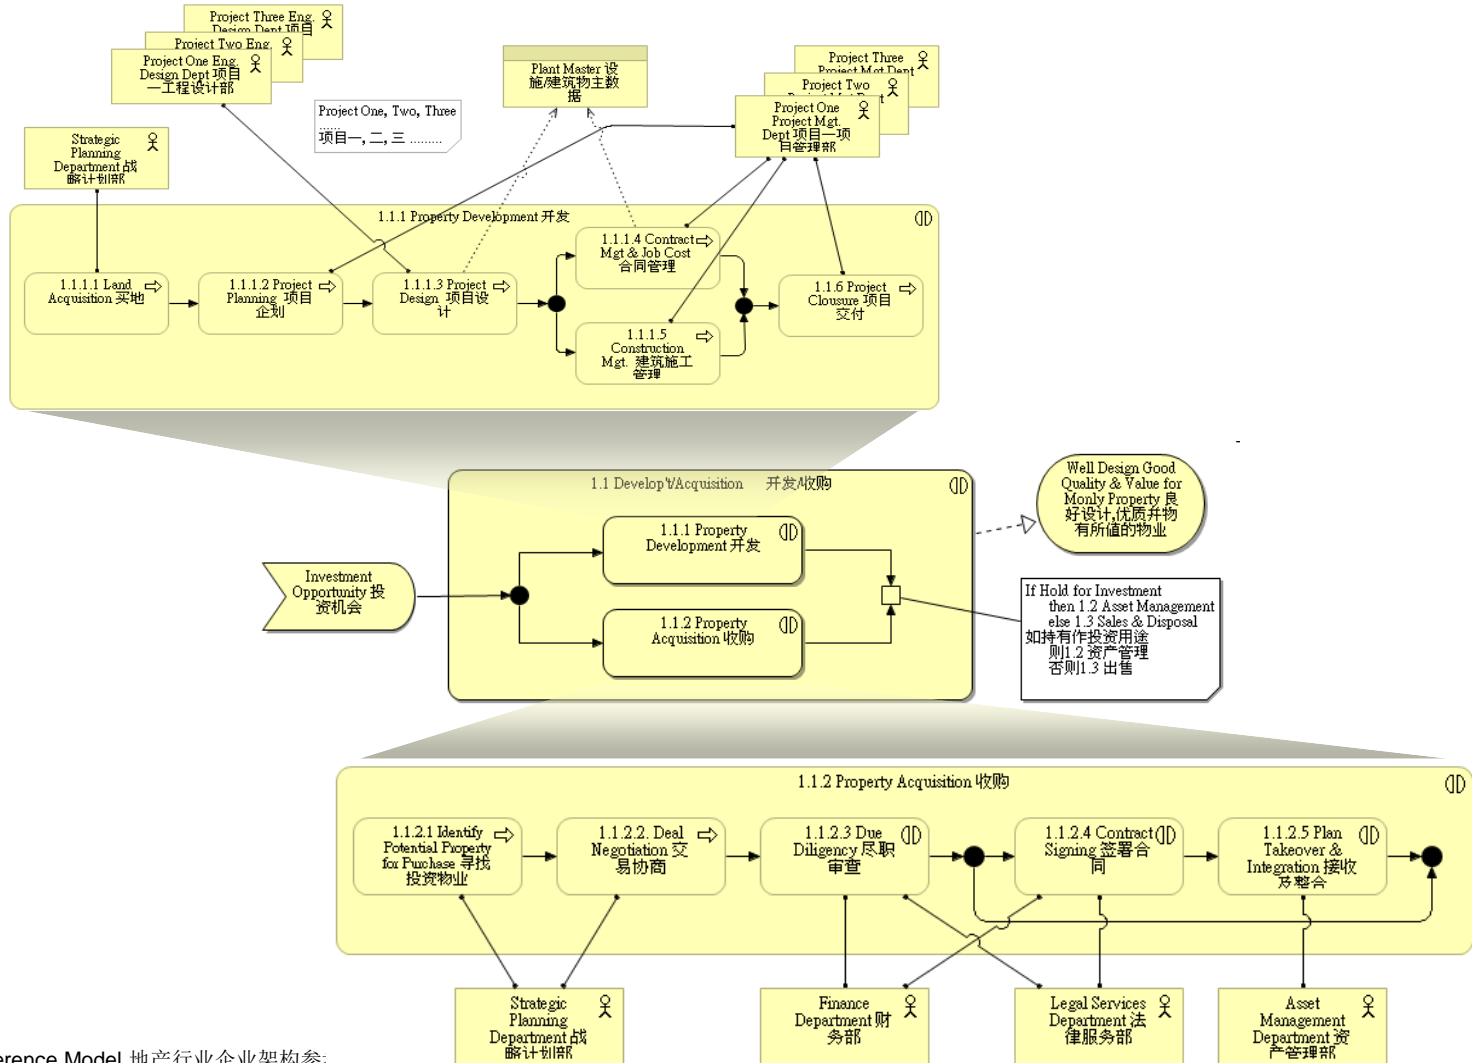 Project Three Eng.
Design Dept 项目
Project Two Eng.
Project One Eng.
Design Dept 项目
一工程设计部
Plant Master 设
施/建筑物主数
据
Project Three
Project Mgt Dept
Project Two
Project One
Project Mgt.
Dept 项目一项
目管理部
Project One, Two, Three
......
项目一, 二, 三 .........
Strategic
Planning
Department 战
略计划部
1.1.1 Property Development 开发
1.1.1.1 Land
Acquisition 买地
1.1.1.2 Project
Planning 项目
企划
1.1.1.3 Project
Design 项目设
计
1.1.1.4 Contract
Mgt & Job Cost
合同管理
1.1.1.5
Construction
Mgt. 建筑施工
管理
1.1.6 Project
Clousure 项目
交付
1.1 Develop't/Acquisition 开发/收购
1.1.1 Property
Development 开发
1.1.2 Property
Acquisition 收购
Investment
Opportunity 投
资机会
Well Design Good
Quality & Value for
Monly Property 良
好设计,优质并物
有所值的物业
If Hold for Investment
then 1.2 Asset Management
else 1.3 Sales & Disposal
如持有作投资用途
则1.2 资产管理
否则1.3 出售
1.1.2 Property Acquisition 收购
1.1.2.1 Identify
Potential Property
for Purchase 寻找
投资物业
1.1.2.2. Deal
Negotiation 交
易协商
1.1.2.3 Due
Diligency 尽职
审查
1.1.2.4 Contract
Signing 签署合
同
1.1.2.5 Plan
Takeover &
Integration 接收
及整合
Strategic
Planning
Department 战
略计划部
Finance
Department 财
务部
Legal Services
Department 法
律服务部
Asset
Management
Department 资
产管理部
erence Model 地产行业企业架构参